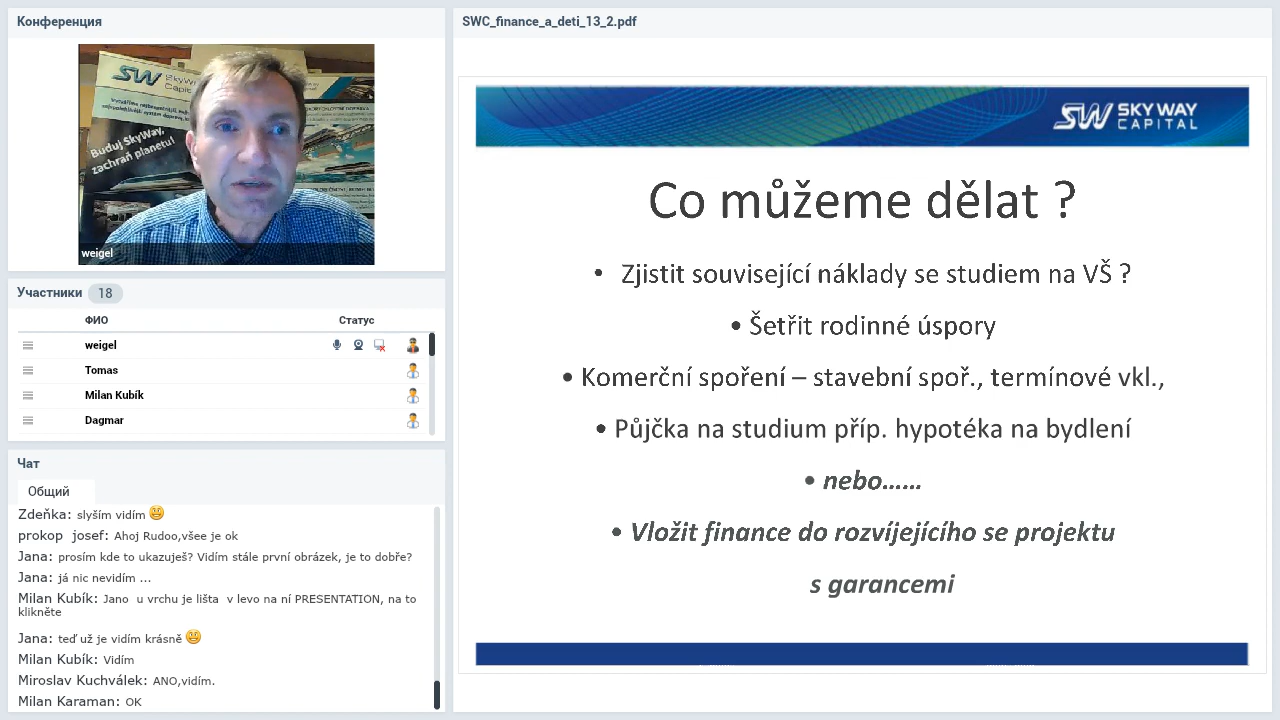 Конференция
SW SkyWay
Capital
Buduj SkyWay,
zachraň planetu!
weigel
Участники 18
ФИО Статус
weigel
Tomas
Milan Kubík
Dagmar
Чат
Общий
Zdeňka: slyším vidím
prokop josef: Ahoj Rudoo,všee je ok
Jana: prosím kde to ukazuješ? Vidím stále první obrázek, je to dobře?
Jana: já nic nevidím ...
Milan Kubík: Jano u vrchu je lišta v levo na ní PRESENTATION, na to
klikněte
Jana: teď už je vidím krásně
Milan Kubík: Vidím
Miroslav Kuchválek: ANO,vidím.
Milan Karaman: OK
SWC_finance_a_deti_13_2.pdf
SW SKY WAY
CAPITAL
Co můžeme dělat ?
• Zjistit související náklady se studiem na VŠ ?
• Šetřit rodinné úspory
• Komerční spoření – stavební spoř., termínové vkl.,
• Půjčka na studium příp. hypotéka na bydlení
• nebo......
• Vložit finance do rozvíjejícího se projektu
s garancemi